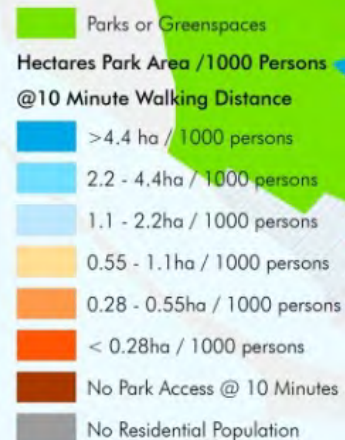 Parks or Greenspaces
Hectares Park Area /1000 Persons
@10 Minute Walking Distance
>4.4 ha / 1000 persons
2.2 - 4.4ha / 1000 persons
1.1 - 2.2ha / 1000 persons
0.55 - 1.1ha / 1000 persons
0.28 - 0.55ha / 1000 persons
< 0.28ha / 1000 persons
No Park Access @ 10 Minutes
No Residential Population